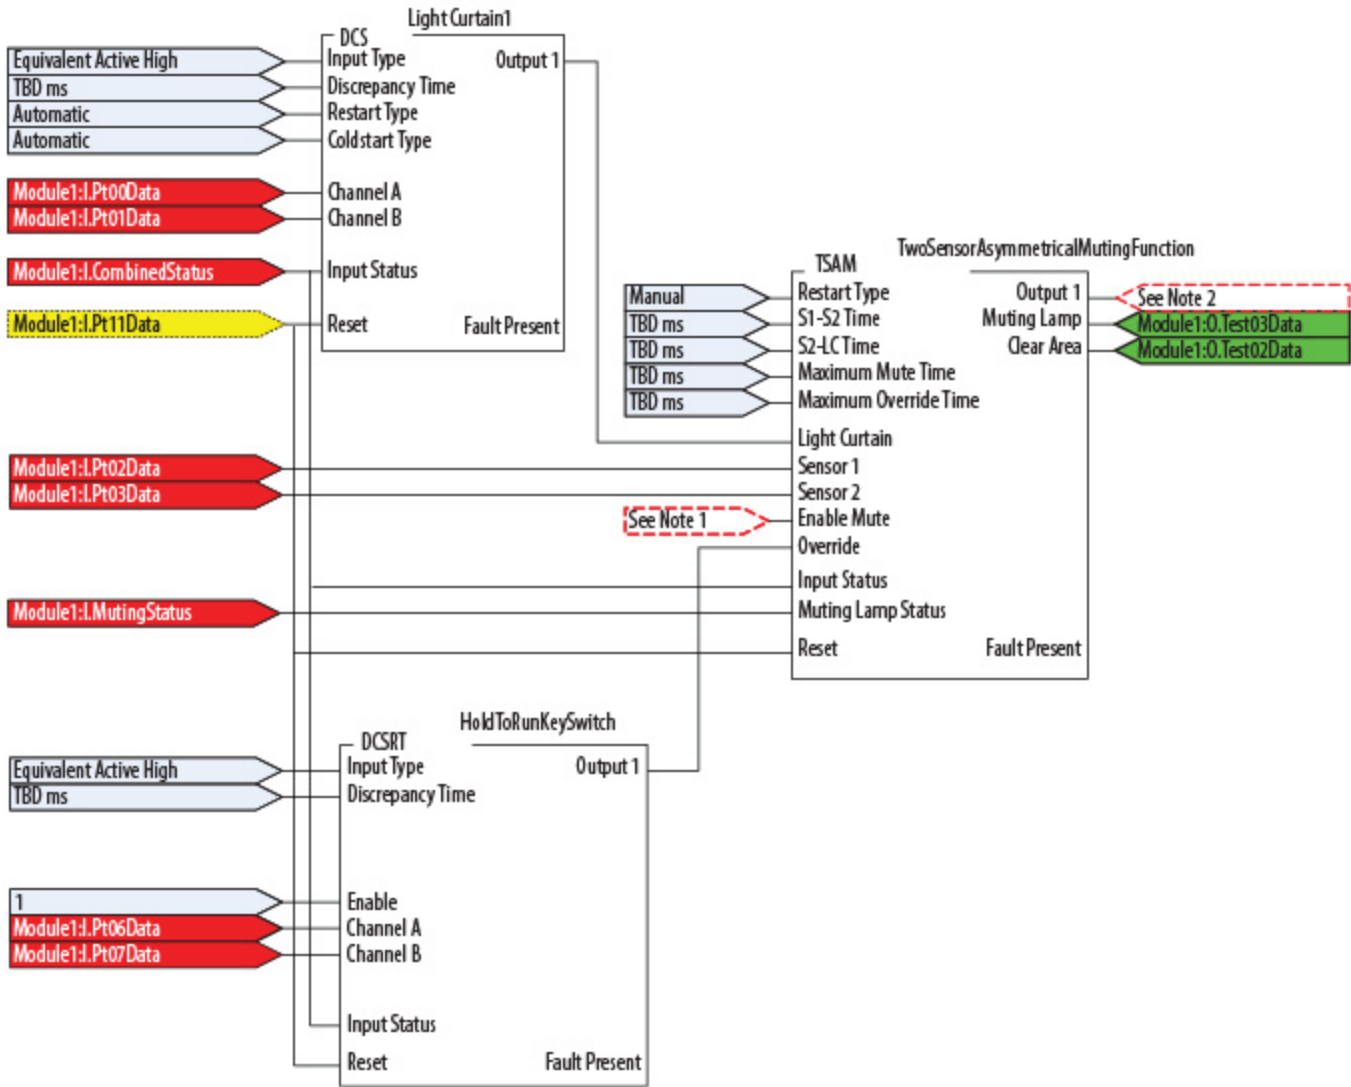 Light Curtain1
DCS
Equivalent Active High
Input Type
Output 1
TBD ms
Discrepancy Time
Automatic
Restart Type
Automatic
Coldstart Type
Module1:I.Pt00Data
Channel A
Module1:I.Pt01Data
Channel B
Module1:I.CombinedStatus
Input Status
Module1:I.Pt11Data
Reset
Fault Present
TwoSensorAsymmetricalMutingFunction
TSAM
Manual
Restart Type
Output 1
See Note 2
TBD ms
S1-S2 Time
Muting Lamp
Module1:O.Test03Data
TBD ms
S2-LC Time
Clear Area
Module1:O.Test02Data
TBD ms
Maximum Mute Time
TBD ms
Maximum Override Time
Light Curtain
Module1:I.Pt02Data
Sensor 1
Module1:I.Pt03Data
Sensor 2
See Note 1
Enable Mute
Override
Input Status
Module1:I.MutingStatus
Muting Lamp Status
Reset
Fault Present
HoldToRunKeySwitch
DCSRT
Equivalent Active High
Input Type
Output 1
TBD ms
Discrepancy Time
1
Enable
Module1:I.Pt06Data
Channel A
Module1:I.Pt07Data
Channel B
Input Status
Reset
Fault Present